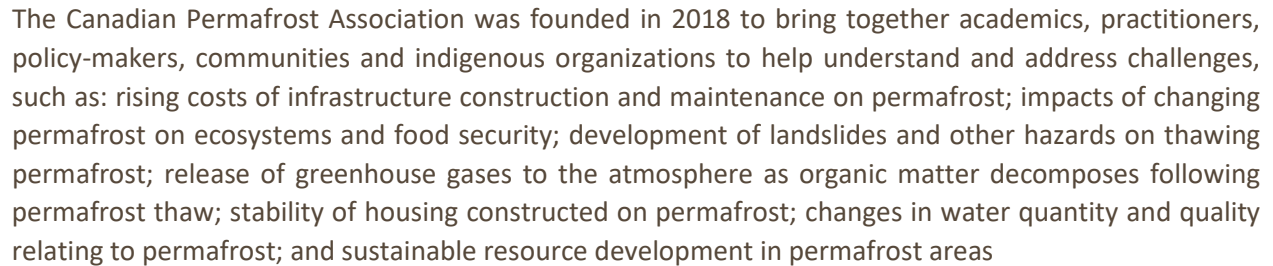 The Canadian Permafrost Association was founded in 2018 to bring together academics, practitioners,
policy-makers, communities and indigenous organizations to help understand and address challenges,
such as: rising costs of infrastructure construction and maintenance on permafrost; impacts of changing
permafrost on ecosystems and food security; development of landslides and other hazards on thawing
permafrost; release of greenhouse gases to the atmosphere as organic matter decomposes following
permafrost thaw; stability of housing constructed on permafrost; changes in water quantity and quality
relating to permafrost; and sustainable resource development in permafrost areas